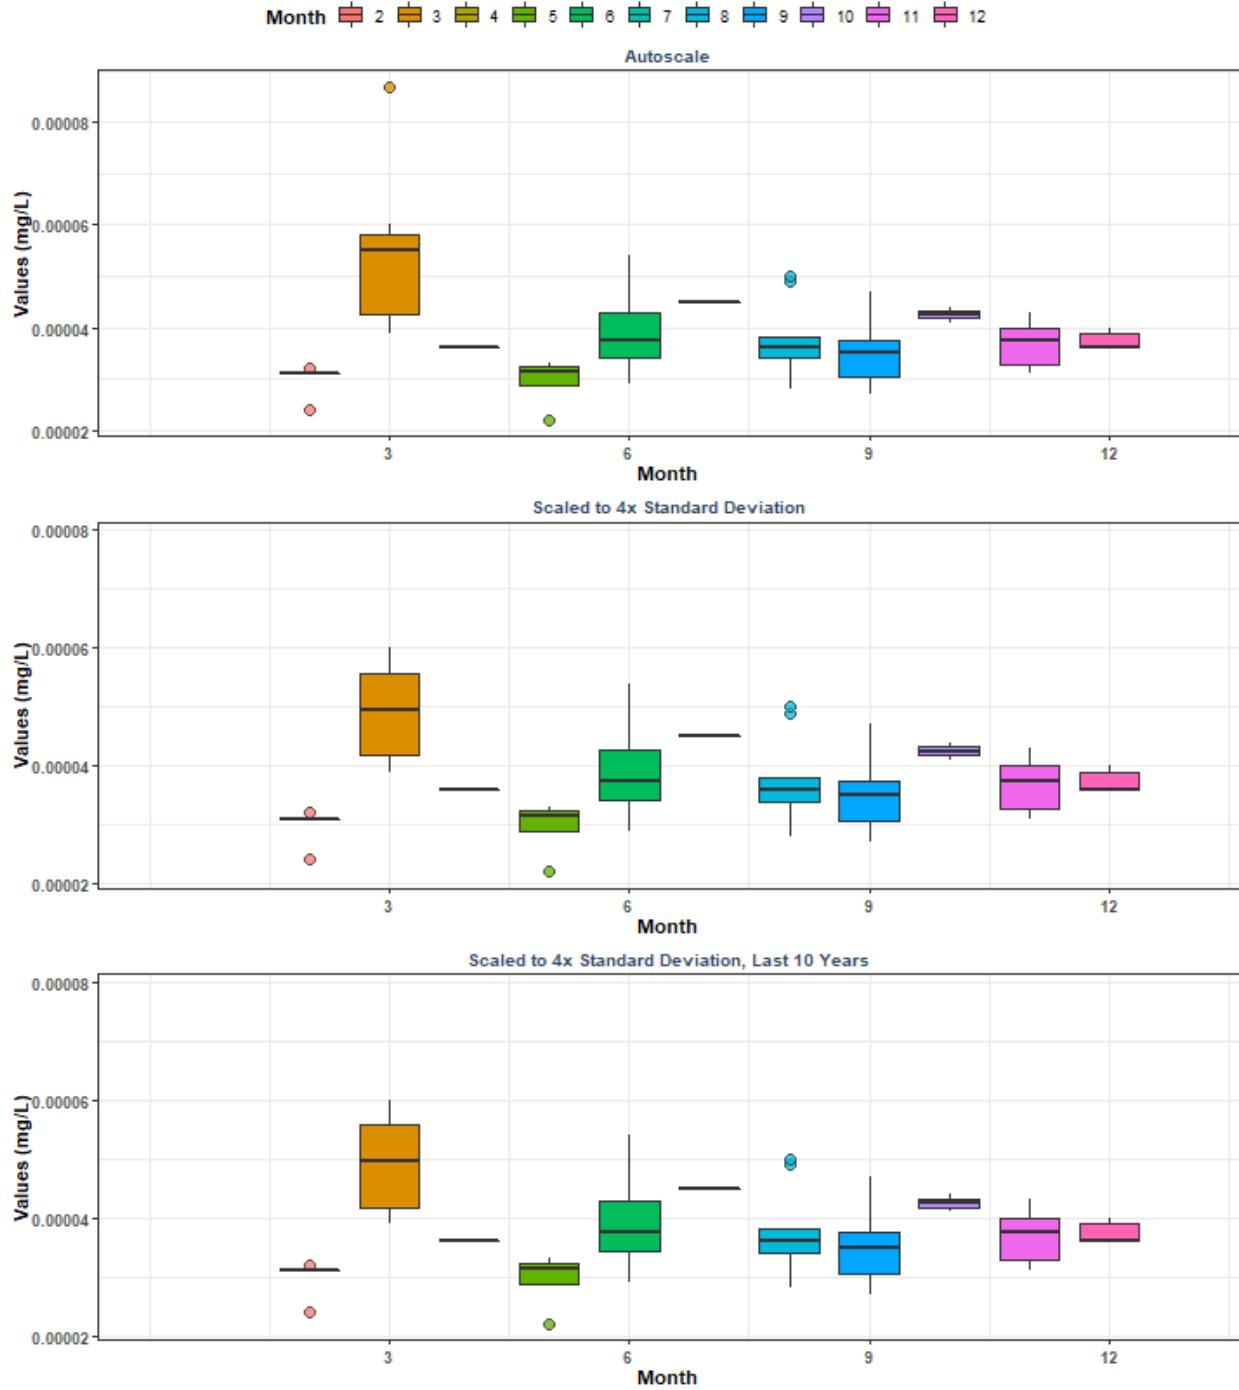 Month 2 3 4 5 6 7 8 9 10 11 12
Autoscale
Values (mg/L)
0.00008
0.00006
0.00004
0.00002
3 6 9 12
Month
Scaled to 4x Standard Deviation
Values (mg/L)
0.00008
0.00006
0.00004
0.00002
3 6 9 12
Month
Scaled to 4x Standard Deviation, Last 10 Years
Values (mg/L)
0.00008
0.00006
0.00004
0.00002
3 6 9 12
Month